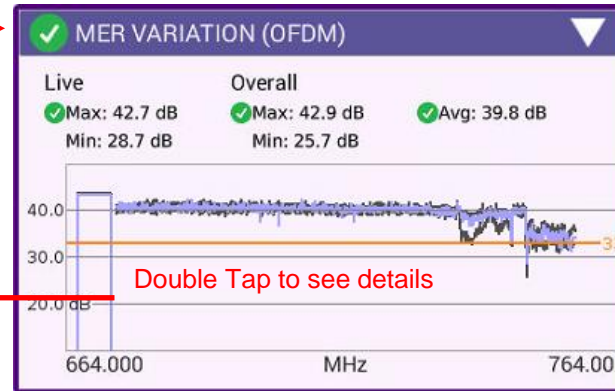 MER VARIATION (OFDM)
Live Overall
Max: 42.7 dB Max: 42.9 dB Avg: 39.8 dB
Min: 28.7 dB Min: 25.7 dB
40.0
30.0
Double Tap to see details
20.0 dB
664.000 MHz 764.00